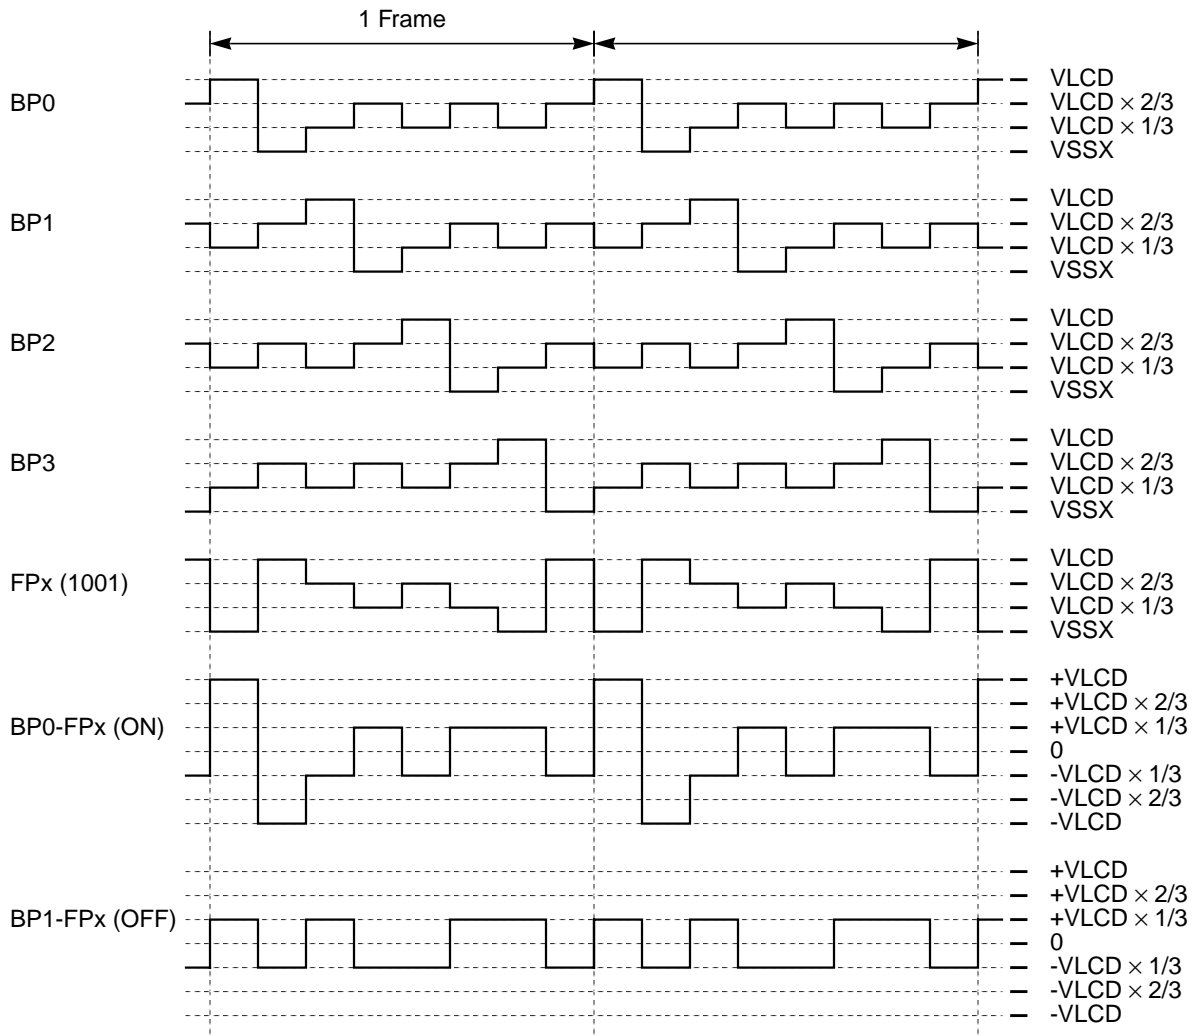 1 Frame
BP0
VLCD
VLCD × 2/3
VLCD × 1/3
VSSX
BP1
VLCD
VLCD × 2/3
VLCD × 1/3
VSSX
BP2
VLCD
VLCD × 2/3
VLCD × 1/3
VSSX
BP3
VLCD
VLCD × 2/3
VLCD × 1/3
VSSX
FPx (1001)
VLCD
VLCD × 2/3
VLCD × 1/3
VSSX
BP0-FPx (ON)
+VLCD
+VLCD × 2/3
+VLCD × 1/3
0
-VLCD × 1/3
-VLCD × 2/3
-VLCD
BP1-FPx (OFF)
+VLCD
+VLCD × 2/3
+VLCD × 1/3
0
-VLCD × 1/3
-VLCD × 2/3
-VLCD